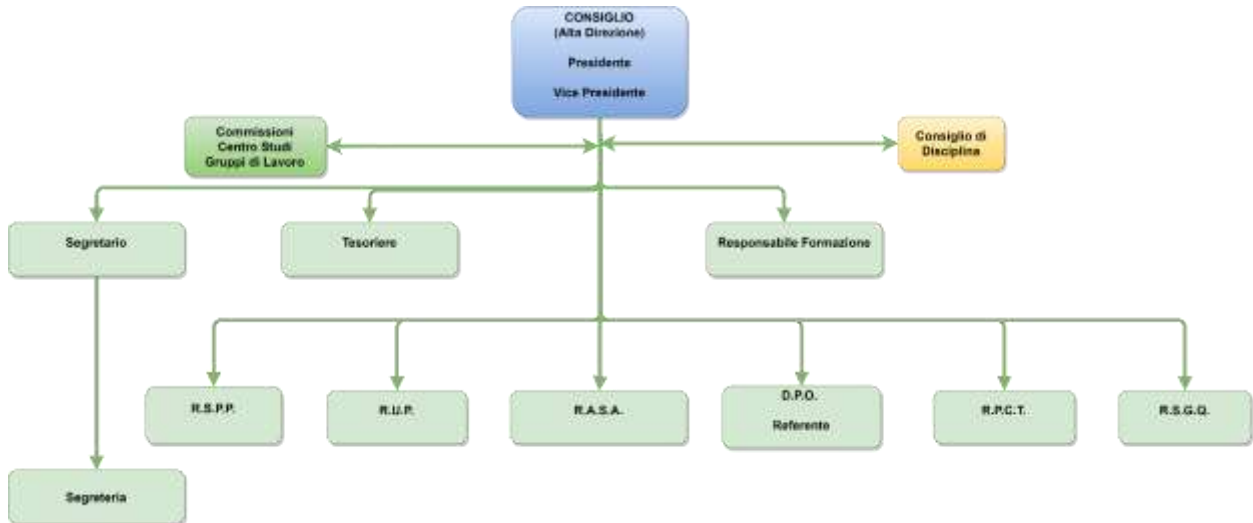 CONSIGLIO
(Alta Direzione)
Presidente
Vice Presidente
Commissioni
Centro Studi
Gruppi di Lavoro
Consiglio di
Disciplina
Segretario
Tesoriere
Responsabile Formazione
R.S.P.P.
R.U.P.
R.A.S.A.
D.P.O.
Referente
R.P.C.T.
R.S.G.Q.
Segreteria